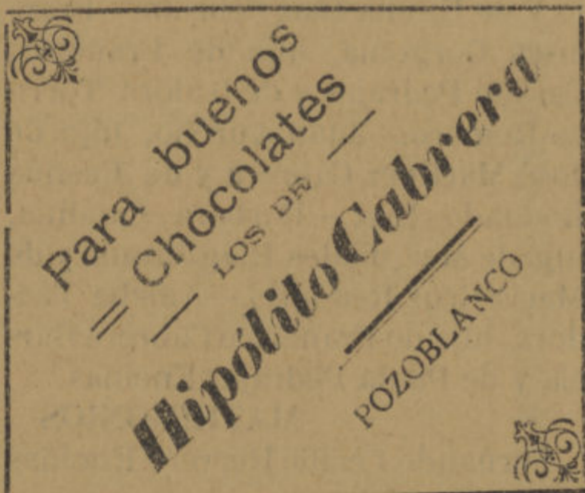 Para buenos
Chocolates
LOS DE
Hipólito Cabrera
POZOBLANCO